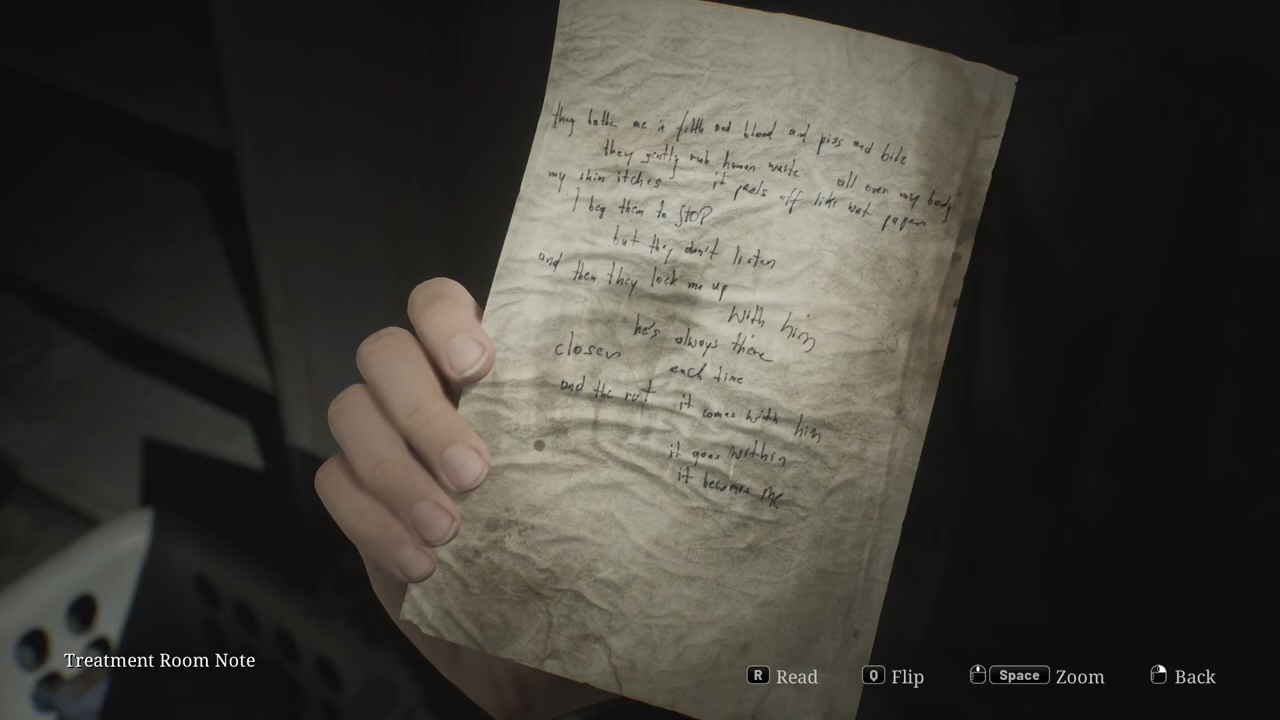 they bathe me in filth and blood and piss and bile
they gently rub human waste all over my body
my skin itches it peels off like wet paper
I beg them to STOP
but they don't listen
and then they lock me up
with him
he's always there
closer each time
and the rot it comes with him
it goes within
it becomes ME
Treatment Room Note
R Read
Q Flip
Space Zoom
Back